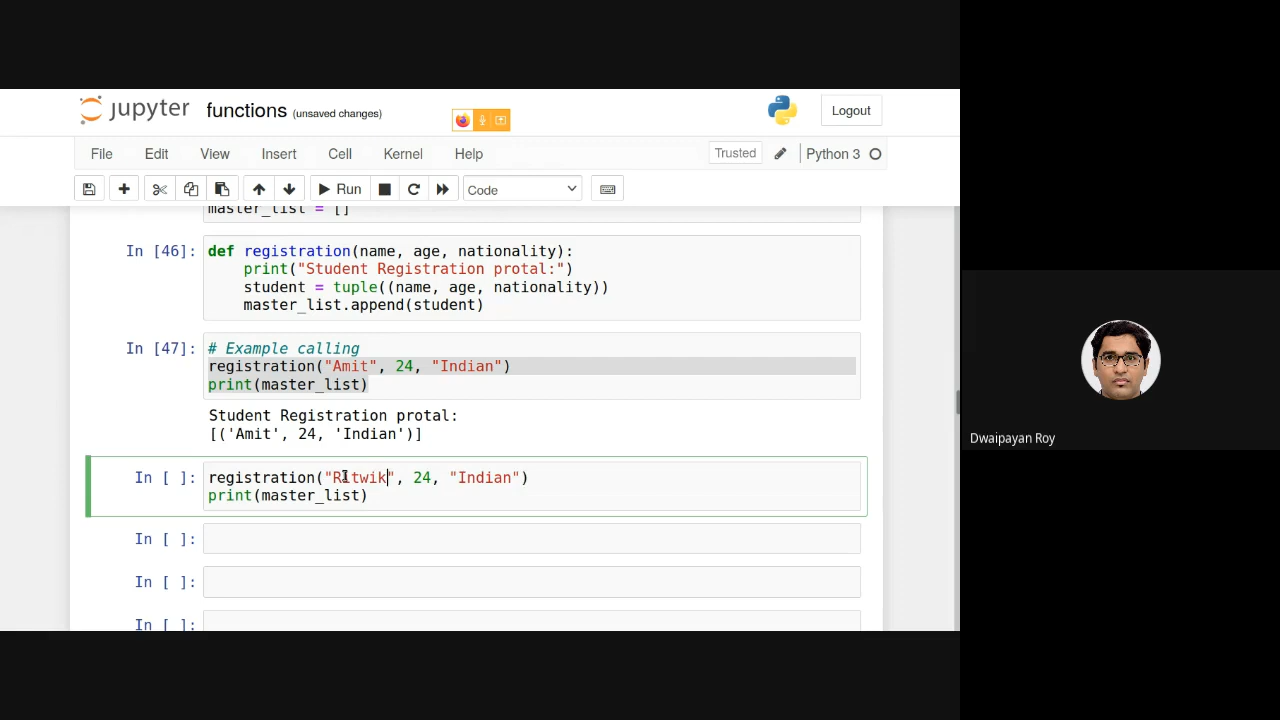 jupyter functions (unsaved changes) Logout
File Edit View Insert Cell Kernel Help Trusted Python 3
Run Code
master_list = []
In [46]: def registration(name, age, nationality):
print("Student Registration protal:")
student = tuple((name, age, nationality))
master_list.append(student)
In [47]: # Example calling
registration("Amit", 24, "Indian")
print(master_list)
Student Registration protal:
[('Amit', 24, 'Indian')]
In [ ]: registration("Ritwik", 24, "Indian")
print(master_list)
In [ ]:
In [ ]:
In [ ]:
Dwaipayan Roy